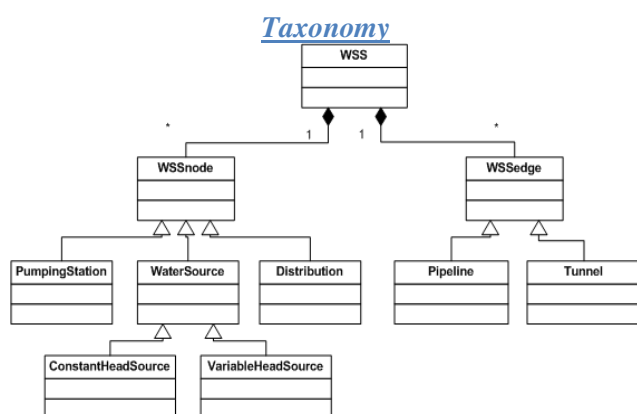 Taxonomy
WSS
* 1 1 *
WSSnode WSSedge
PumpingStation WaterSource Distribution Pipeline Tunnel
ConstantHeadSource VariableHeadSource